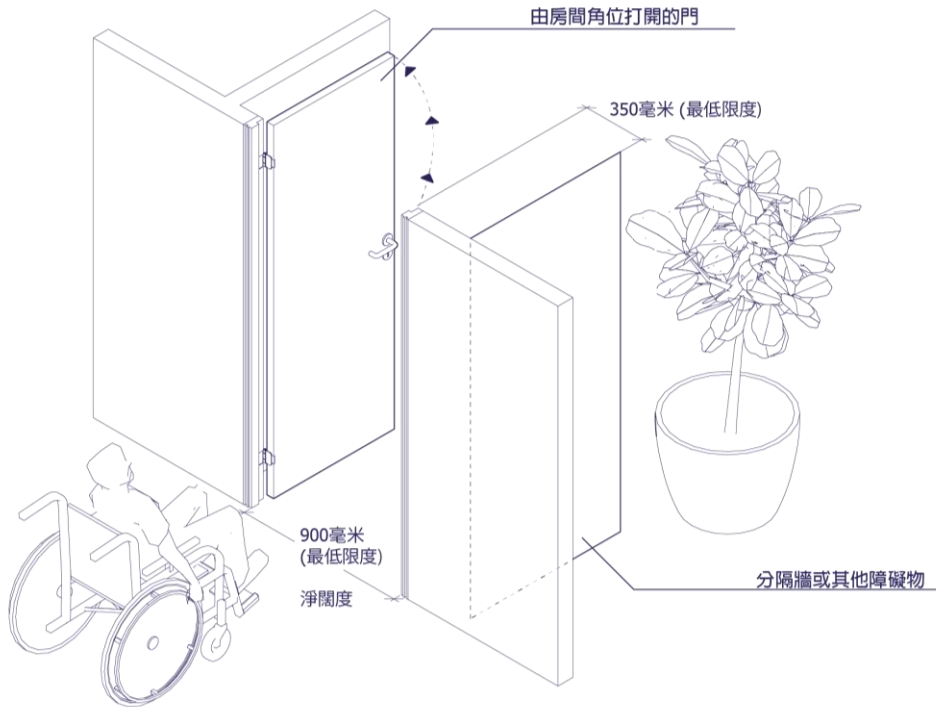 由房間角位打開的門
350毫米 (最低限度)
900毫米
(最低限度)
淨闊度
分隔牆或其他障礙物